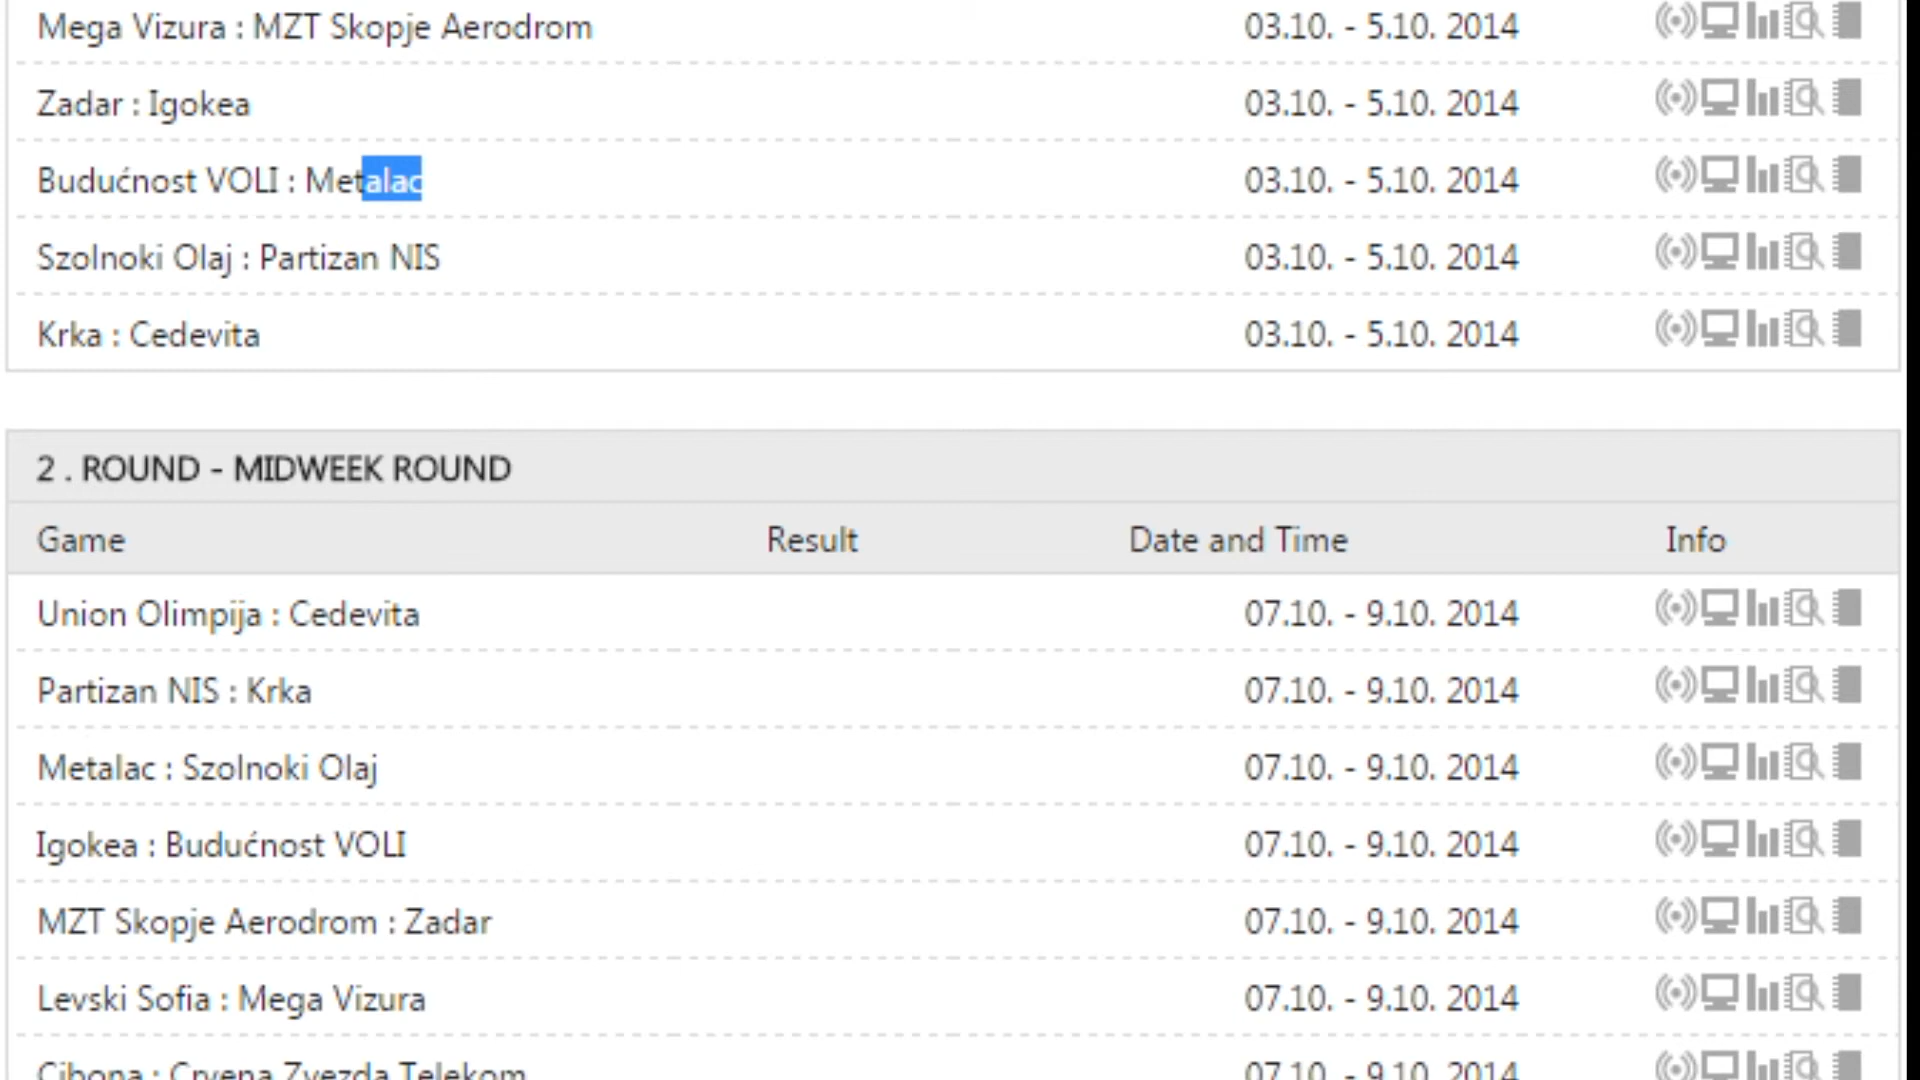 Mega Vizura : MZT Skopje Aerodrom 03.10. - 5.10. 2014
Zadar : Igokea 03.10. - 5.10. 2014
Budućnost VOLI : Metalac 03.10. - 5.10. 2014
Szolnoki Olaj : Partizan NIS 03.10. - 5.10. 2014
Krka : Cedevita 03.10. - 5.10. 2014
2 . ROUND - MIDWEEK ROUND
Game Result Date and Time Info
Union Olimpija : Cedevita 07.10. - 9.10. 2014
Partizan NIS : Krka 07.10. - 9.10. 2014
Metalac : Szolnoki Olaj 07.10. - 9.10. 2014
Igokea : Budućnost VOLI 07.10. - 9.10. 2014
MZT Skopje Aerodrom : Zadar 07.10. - 9.10. 2014
Levski Sofia : Mega Vizura 07.10. - 9.10. 2014
Cibona : Crvena Zvezda Telekom 07.10. - 9.10. 2014